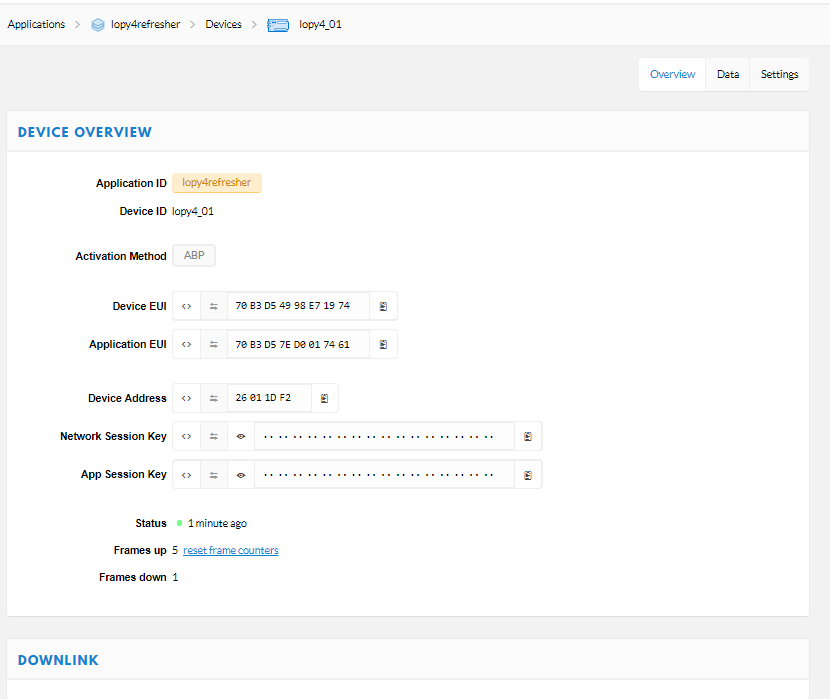 Applications > lopy4refresher > Devices > lopy4_01
Overview Data Settings
DEVICE OVERVIEW
Application ID lopy4refresher
Device ID lopy4_01
Activation Method ABP
Device EUI <> 70 B3 D5 49 98 E7 19 74
Application EUI <> 70 B3 D5 7E D0 01 74 61
Device Address <> 26 01 1D F2
Network Session Key <>
App Session Key <>
Status 1 minute ago
Frames up 5 reset frame counters
Frames down 1
DOWNLINK